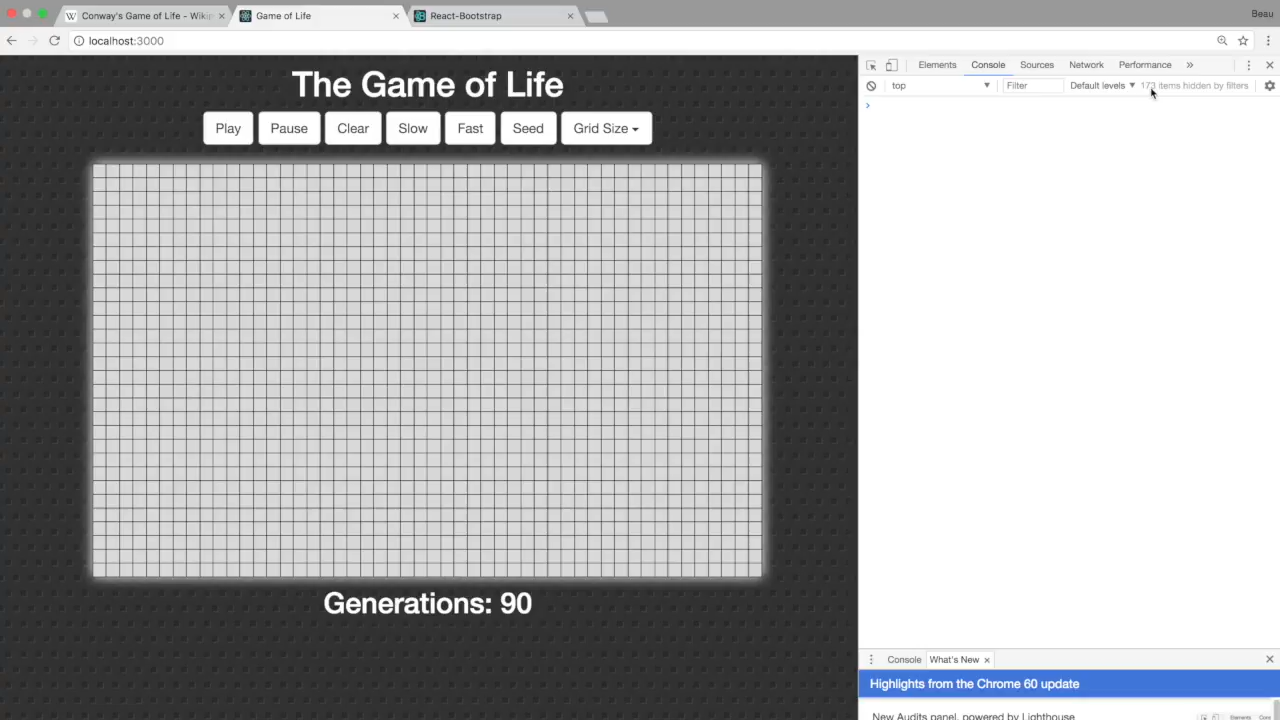 Conway's Game of Life - Wikip
Game of Life
React-Bootstrap
Beau
localhost:3000
The Game of Life
Play
Pause
Clear
Slow
Fast
Seed
Grid Size
Generations: 90
Elements
Console
Sources
Network
Performance
»
top
Filter
Default levels
173 items hidden by filters
Console
What's New
Highlights from the Chrome 60 update
New Audits panel, powered by Lighthouse